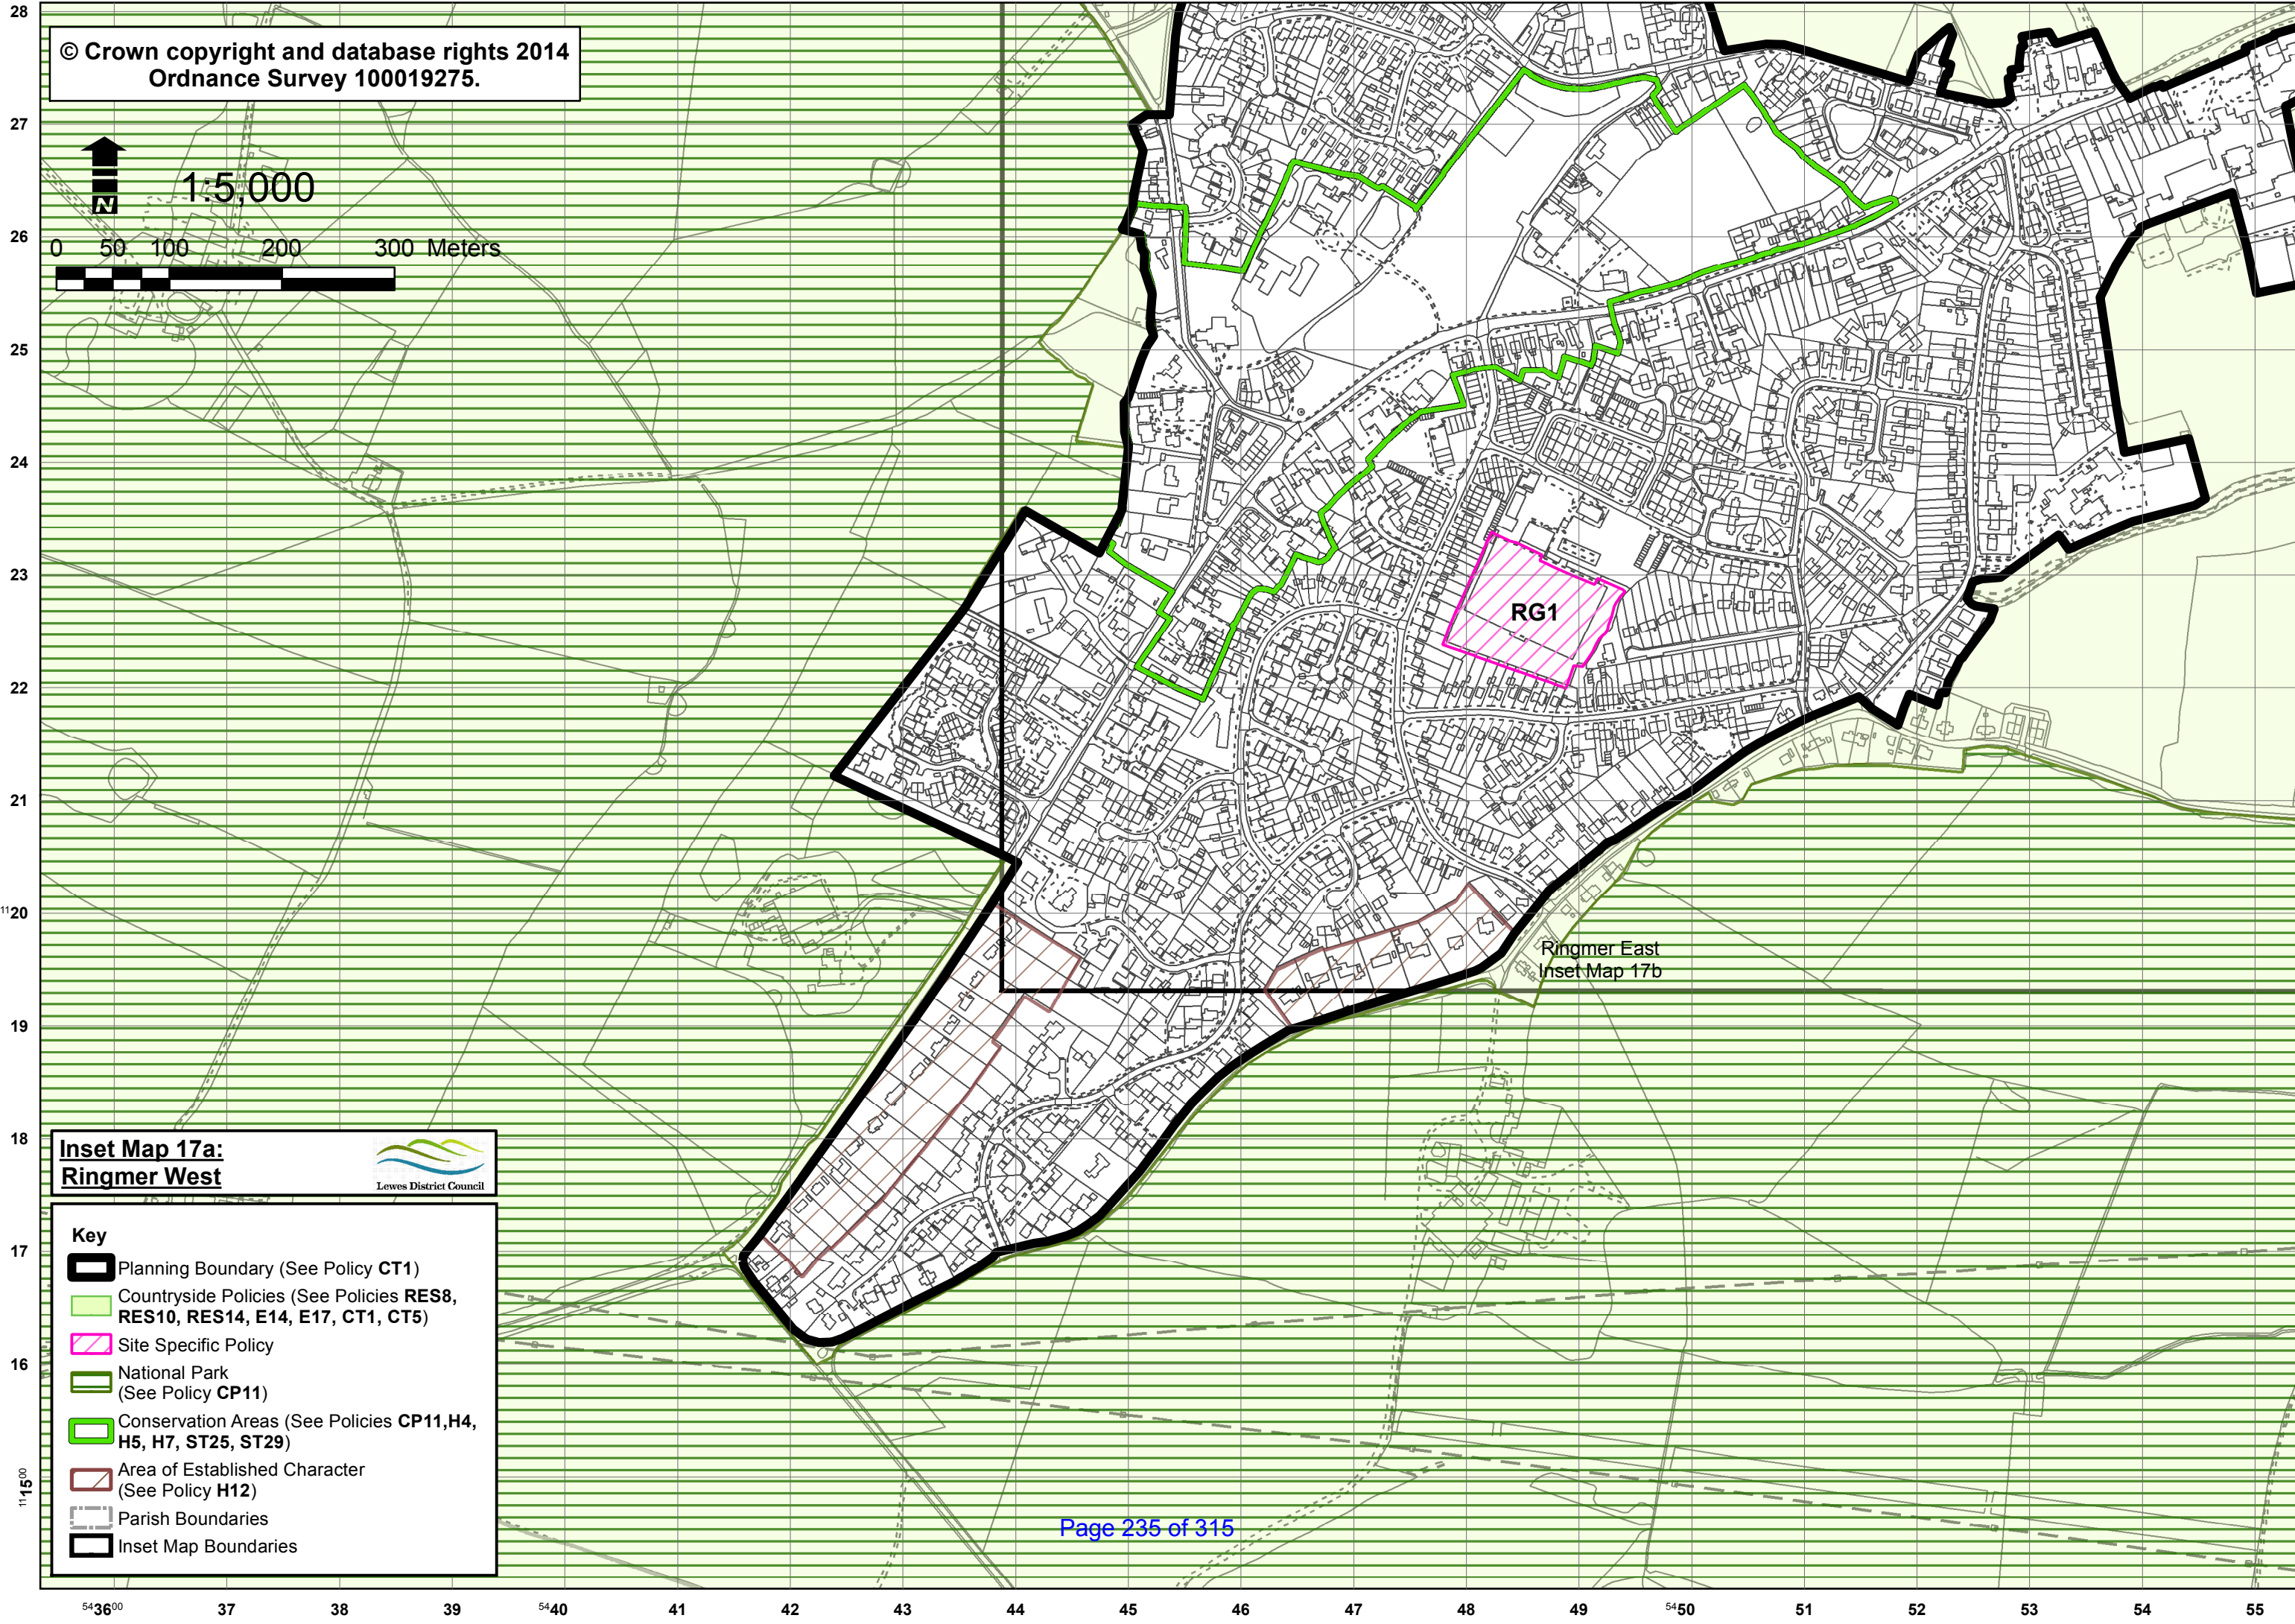 © Crown copyright and database rights 2014
Ordnance Survey 100019275.
N
1:5,000
0 50 100 200 300 Meters
28
27
26
25
24
23
22
21
1120
19
18
17
16
111500
RG1
Ringmer East
Inset Map 17b
Inset Map 17a:
Ringmer West
Lewes District Council
Key
Planning Boundary (See Policy CT1)
Countryside Policies (See Policies RES8,
RES10, RES14, E14, E17, CT1, CT5)
Site Specific Policy
National Park
(See Policy CP11)
Conservation Areas (See Policies CP11,H4,
H5, H7, ST25, ST29)
Area of Established Character
(See Policy H12)
Parish Boundaries
Inset Map Boundaries
Page 235 of 315
543600 37 38 39 5440 41 42 43 44 45 46 47 48 49 5450 51 52 53 54 55